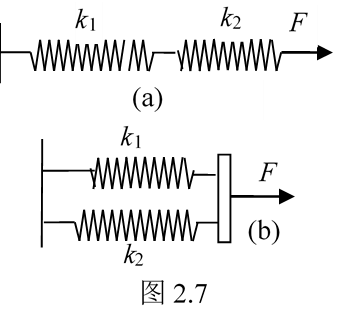 k₁ k₂ F
(a)
k₁
F
(b)
k₂
图 2.7